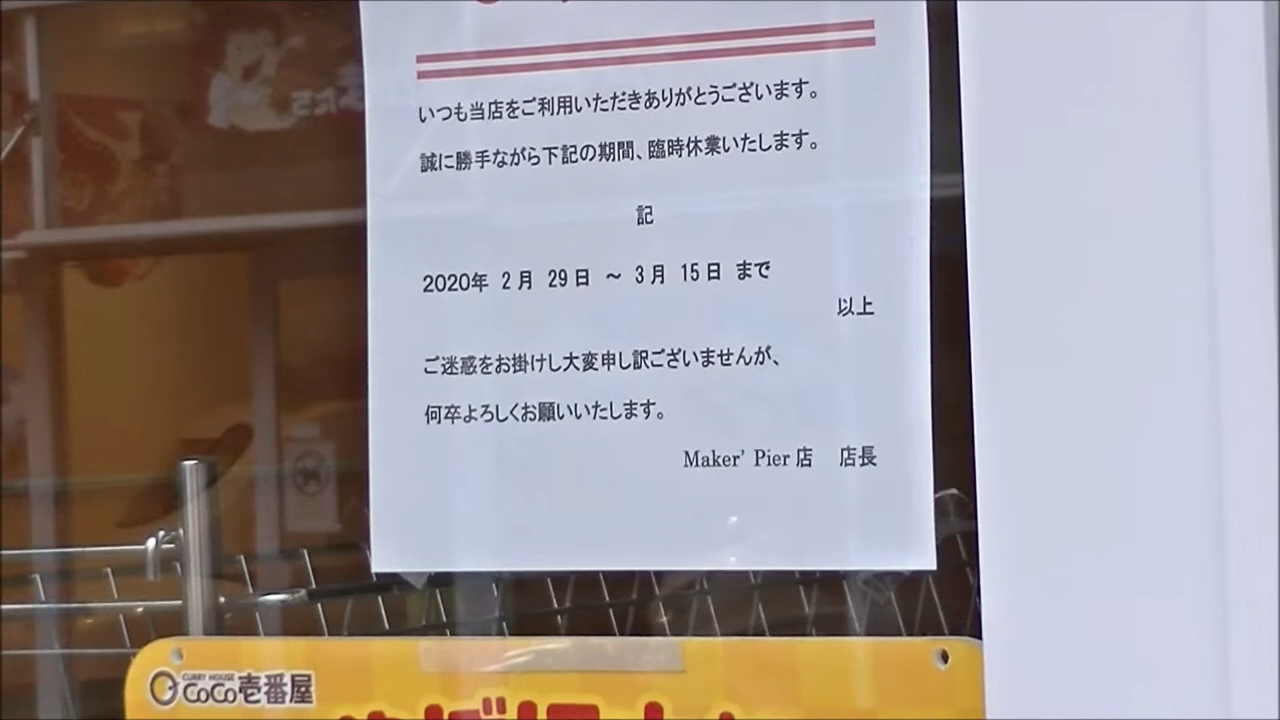 いつも当店をご利用いただきありがとうございます。
誠に勝手ながら下記の期間、臨時休業いたします。
記
2020年 2月 29日 ～ 3月 15日 まで
以上
ご迷惑をお掛けし大変申し訳ございませんが、
何卒よろしくお願いいたします。
Maker' Pier 店 店長
CURRY HOUSE
CoCo壱番屋